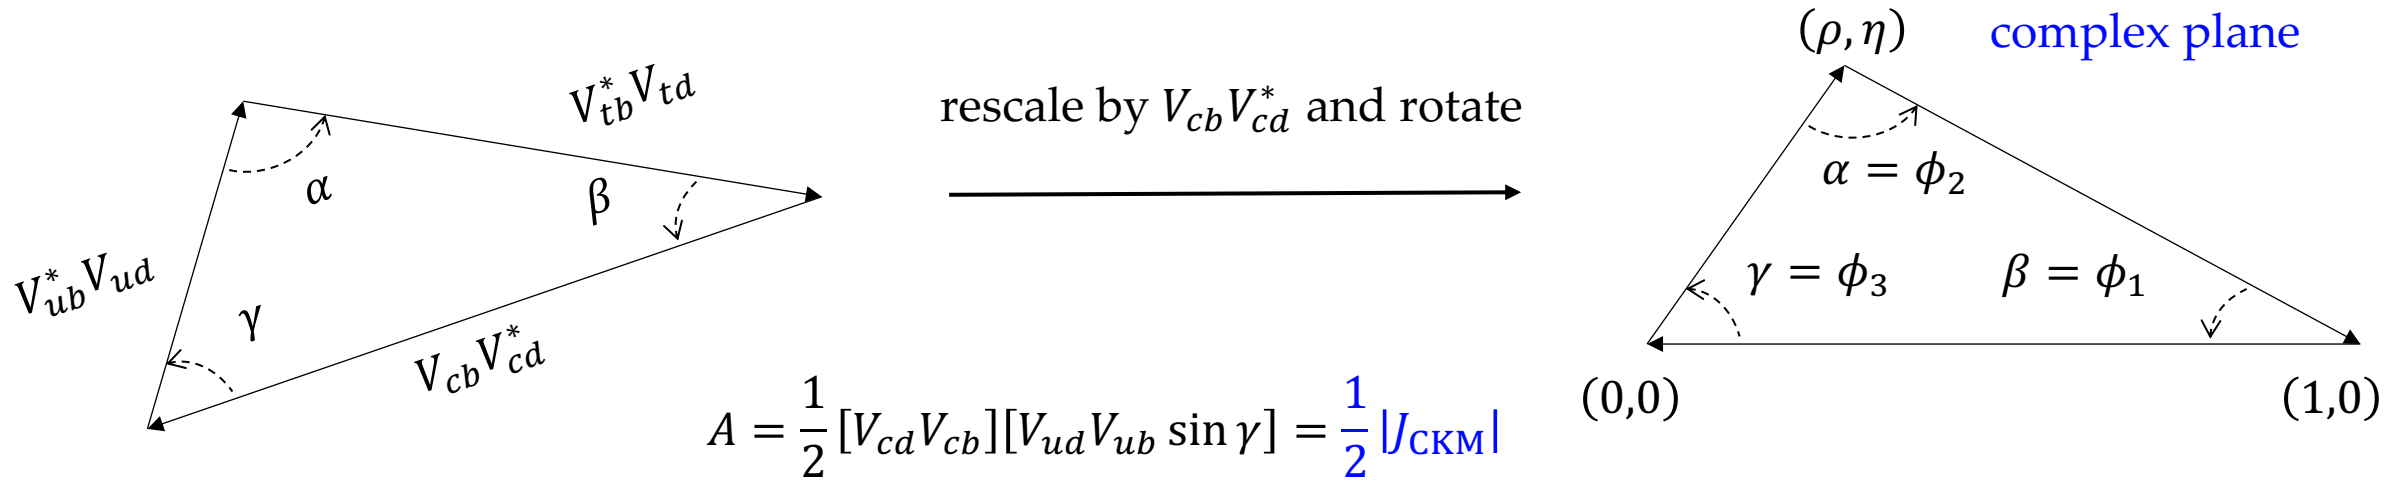 (ρ, η)
complex plane
V*tbVtd
rescale by VcbV*cd and rotate
α
β
α = ϕ2
V*ubVud
γ
γ = ϕ3
β = ϕ1
VcbV*cd
A = 1/2 [VcdVcb][VudVub sin γ] = 1/2 |JCKM|
(0,0)
(1,0)